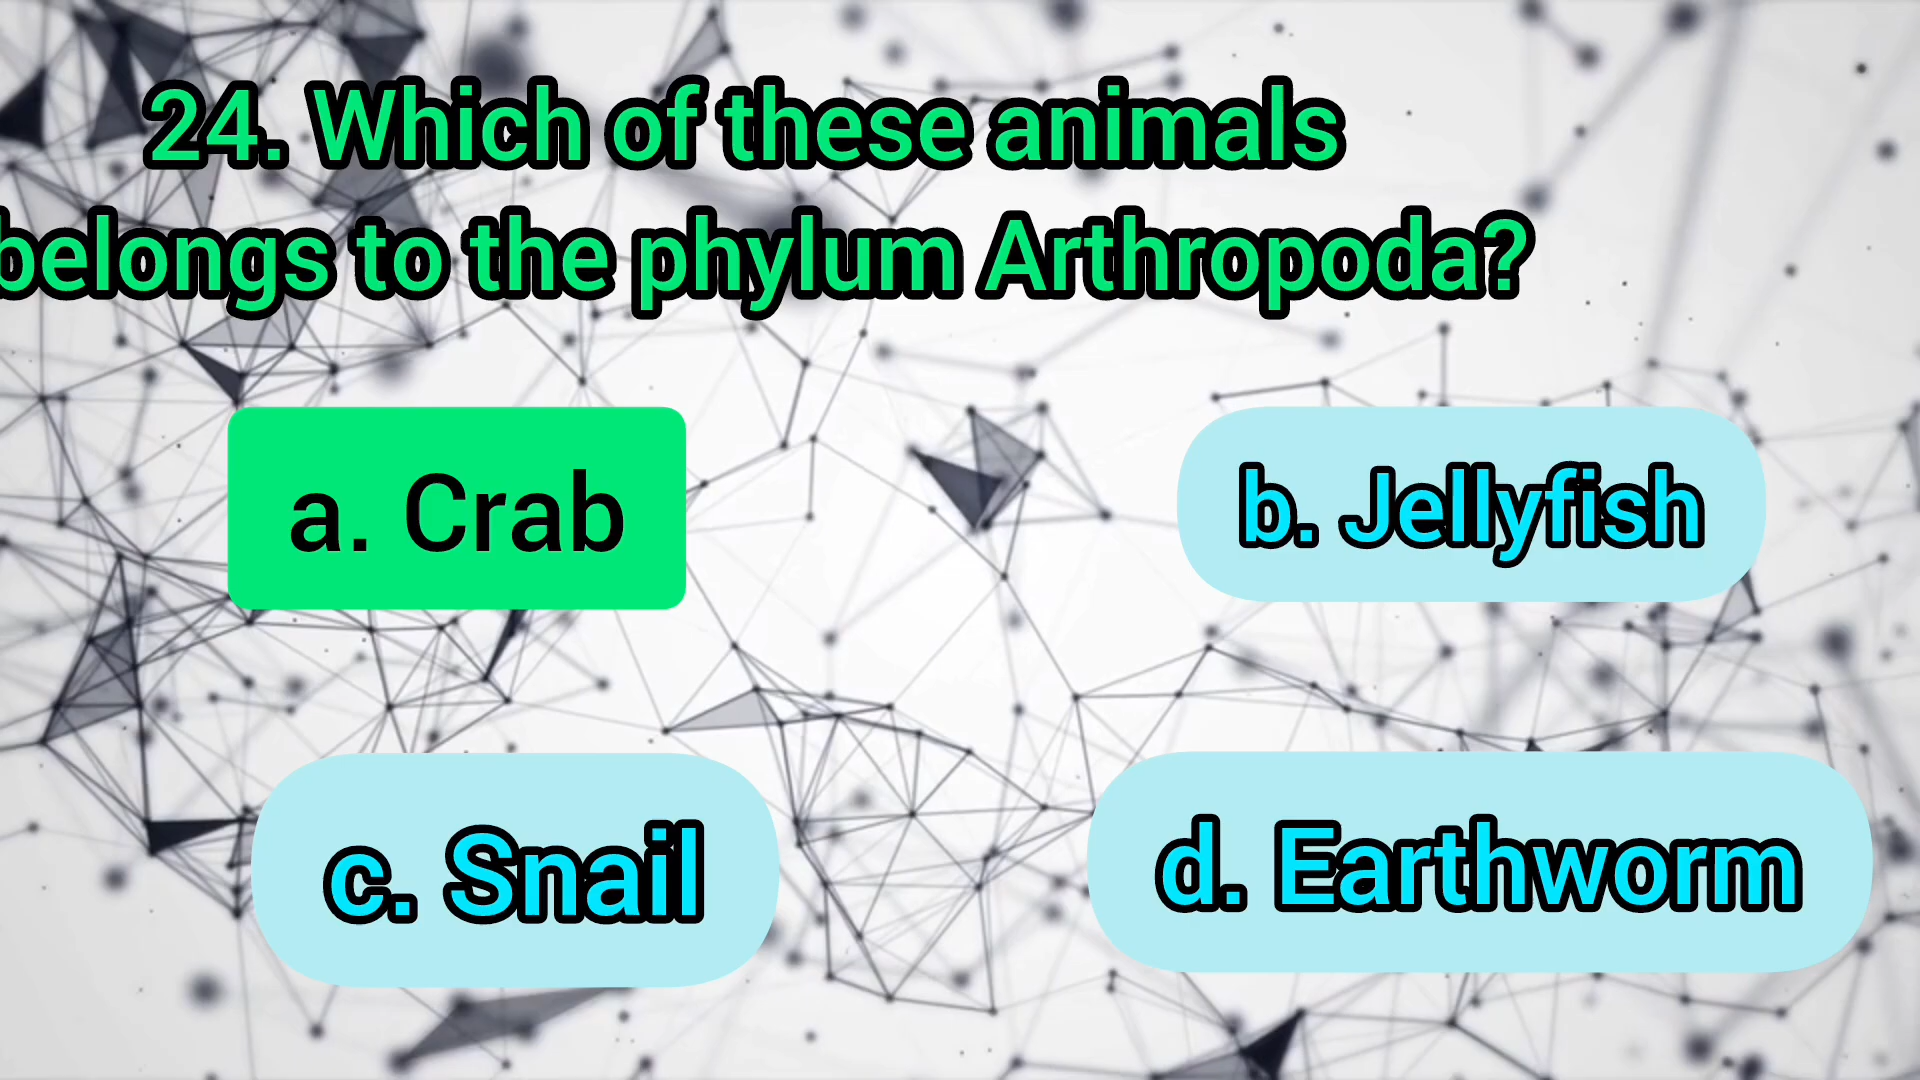 24. Which of these animals
belongs to the phylum Arthropoda?
a. Crab
b. Jellyfish
c. Snail
d. Earthworm